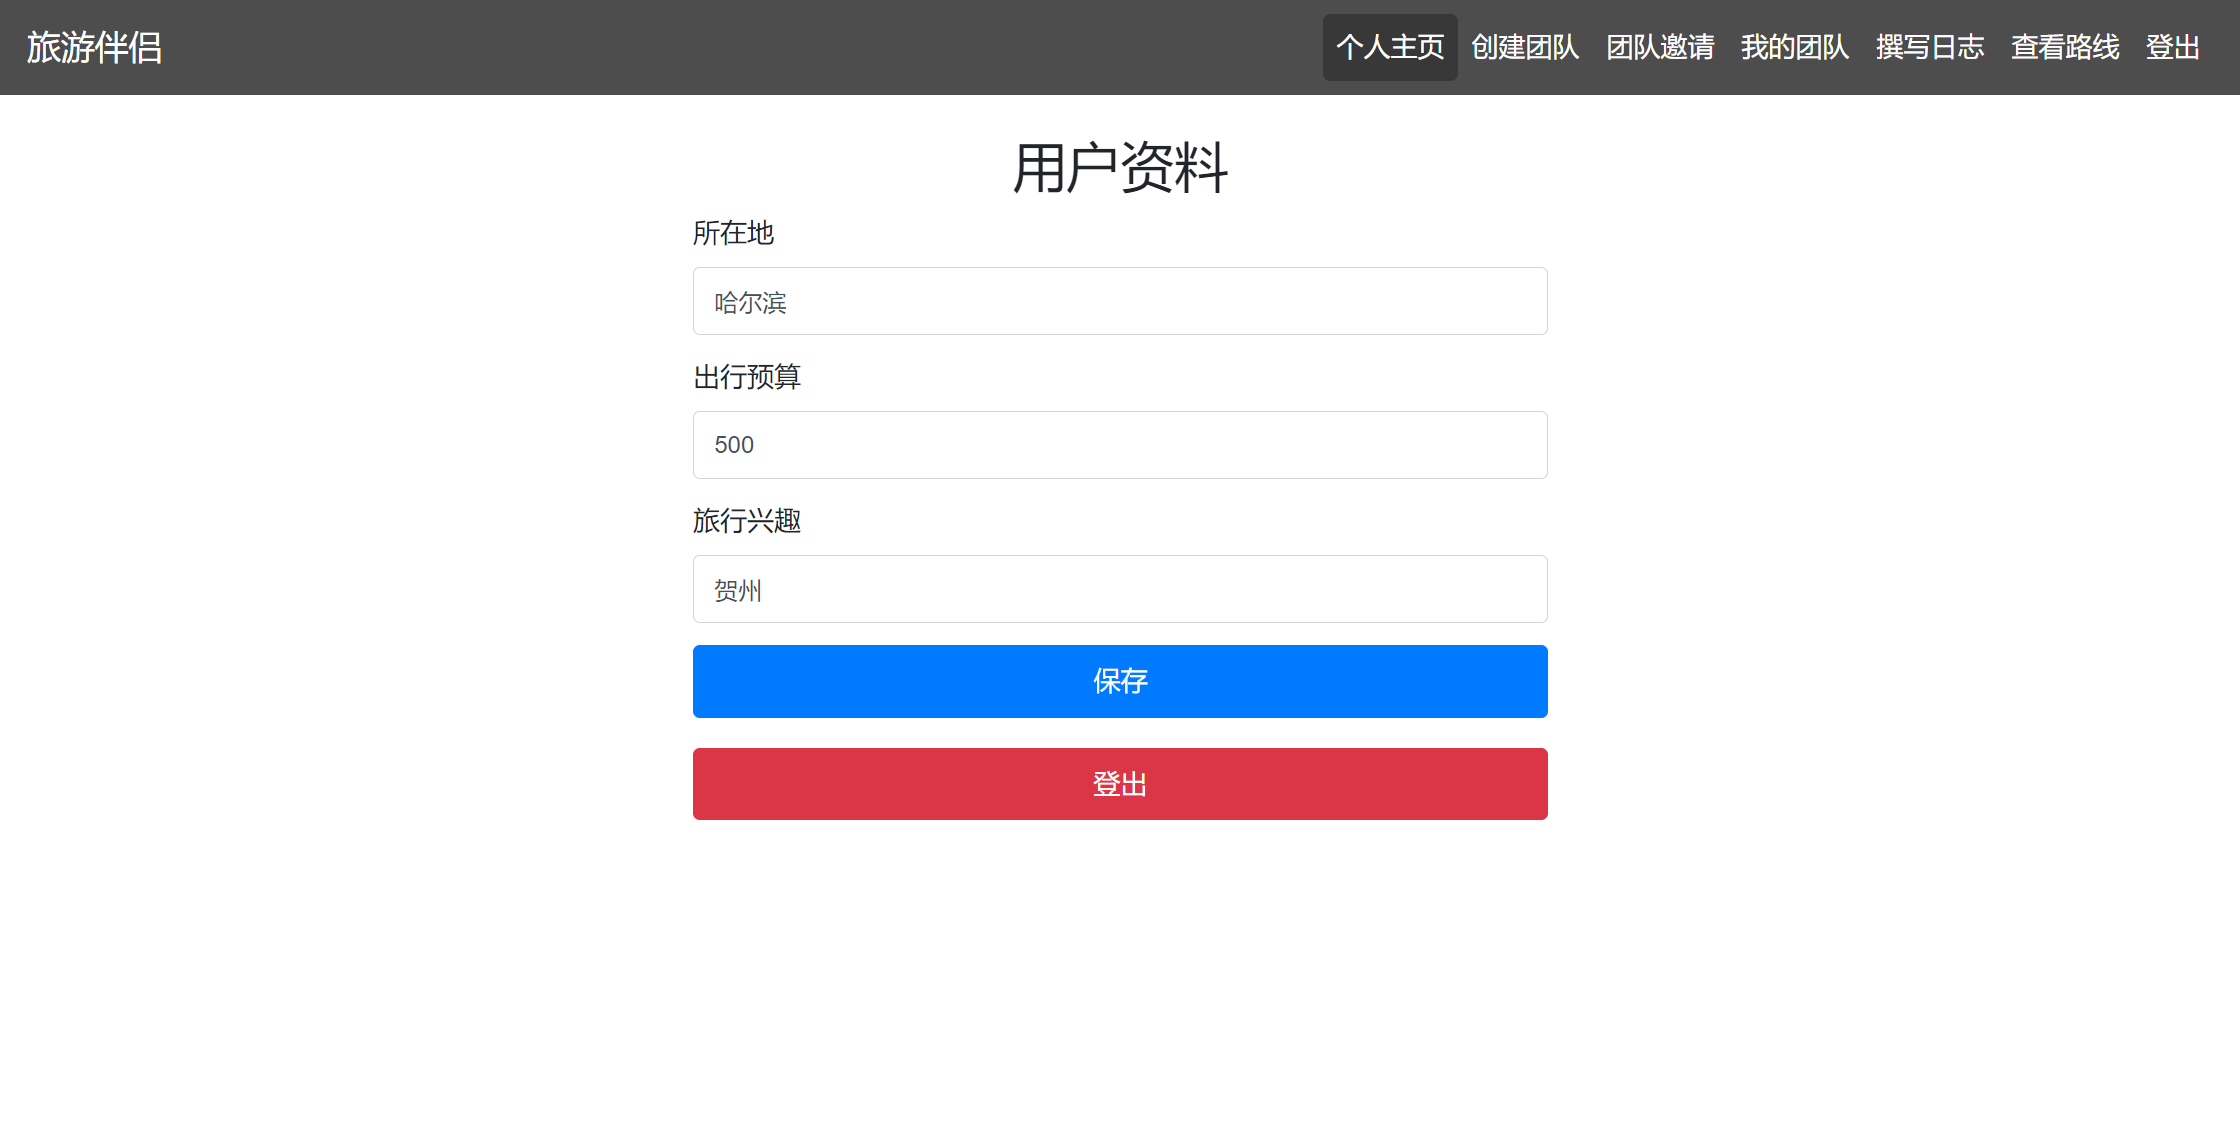 旅游伴侣
个人主页 创建团队 团队邀请 我的团队 撰写日志 查看路线 登出
用户资料
所在地
哈尔滨
出行预算
500
旅行兴趣
贺州
保存
登出